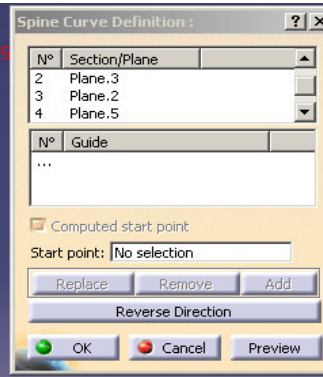 Spine Curve Definition :
5
N° Section/Plane
2 Plane.3
3 Plane.2
4 Plane.5
N° Guide
...
Computed start point
Start point: No selection
Replace Remove Add
Reverse Direction
OK Cancel Preview